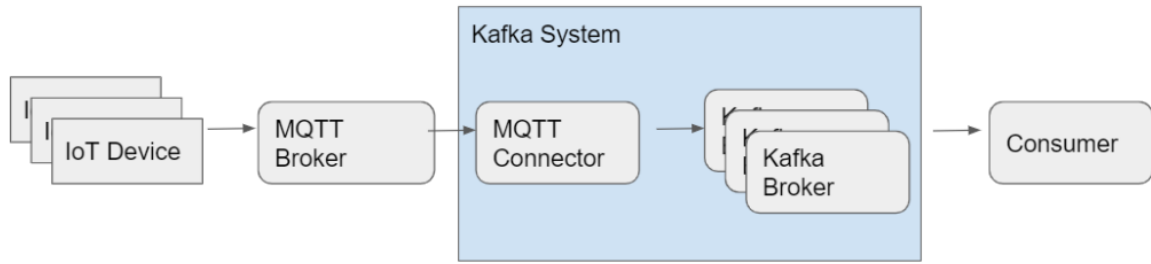 Kafka System
IoT Device
MQTT
Broker
MQTT
Connector
Kafka
Broker
Consumer